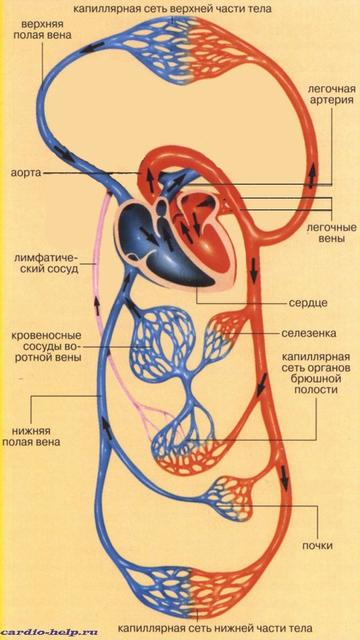 капиллярная сеть верхней части тела
верхняя
полая вена
легочная
артерия
аорта
легочные
вены
лимфатиче-
ский сосуд
сердце
кровеносные
сосуды во-
ротной вены
селезенка
капиллярная
сеть органов
брюшной
полости
нижняя
полая вена
почки
капиллярная сеть нижней части тела
cardio-help.ru